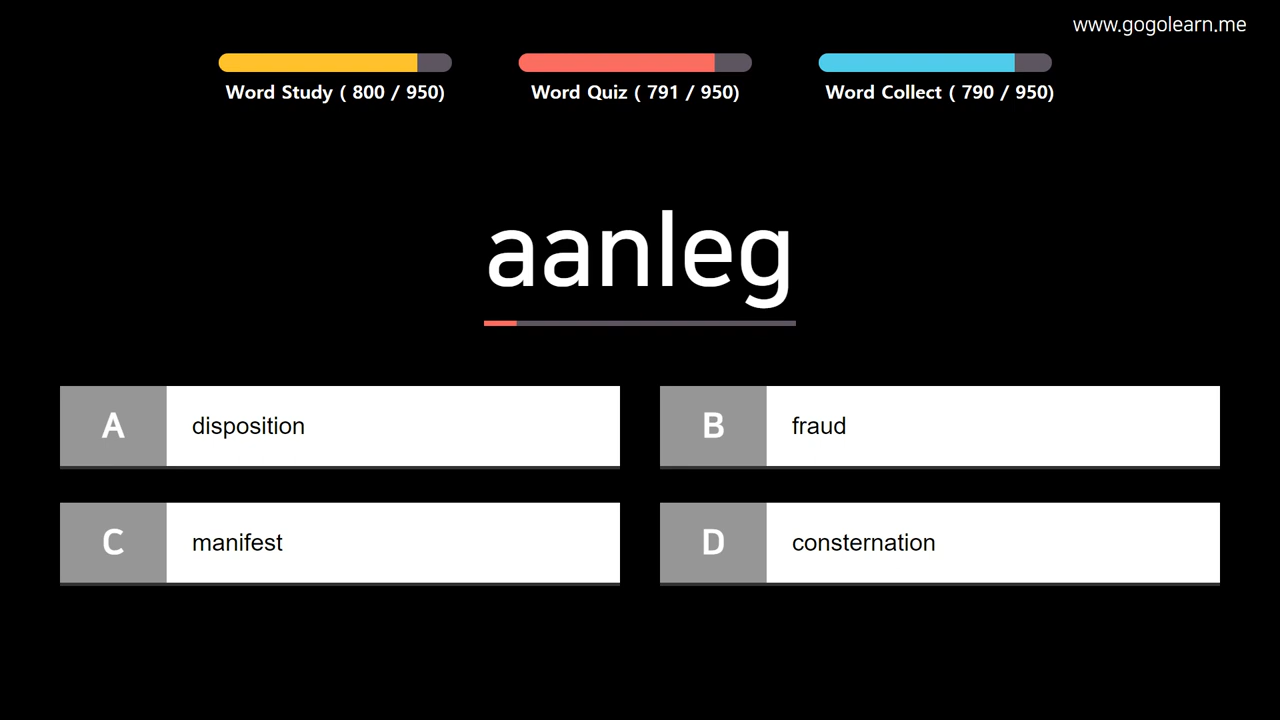 www.gogolearn.me
Word Study ( 800 / 950)
Word Quiz ( 791 / 950)
Word Collect ( 790 / 950)
aanleg
A disposition
B fraud
C manifest
D consternation